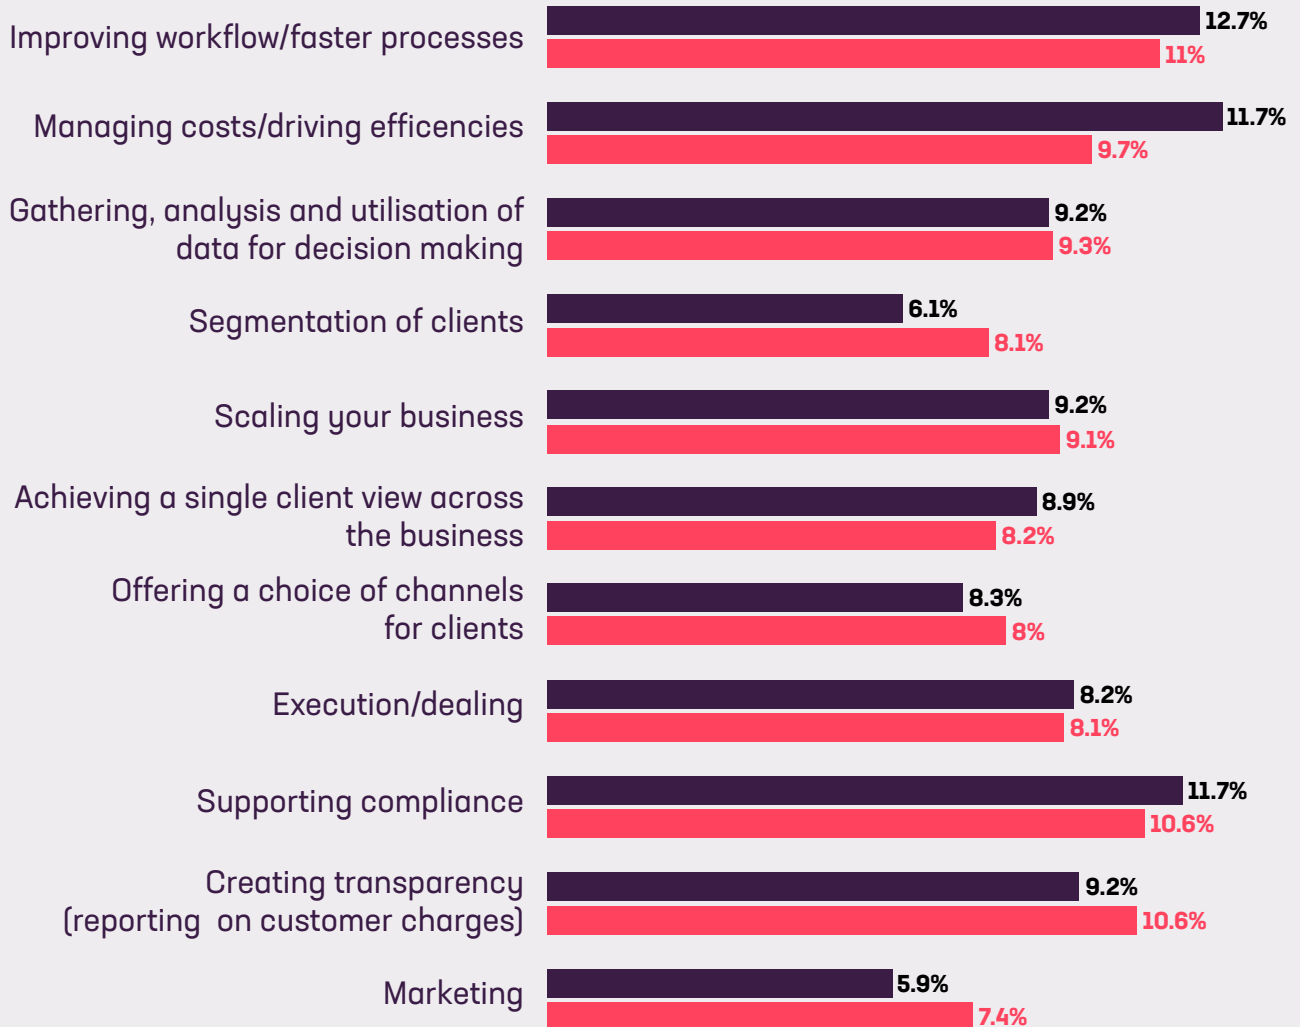 Improving workflow/faster processes
12.7%
11%
Managing costs/driving efficencies
11.7%
9.7%
Gathering, analysis and utilisation of
data for decision making
9.2%
9.3%
Segmentation of clients
6.1%
8.1%
Scaling your business
9.2%
9.1%
Achieving a single client view across
the business
8.9%
8.2%
Offering a choice of channels
for clients
8.3%
8%
Execution/dealing
8.2%
8.1%
Supporting compliance
11.7%
10.6%
Creating transparency
(reporting  on customer charges)
9.2%
10.6%
Marketing
5.9%
7.4%